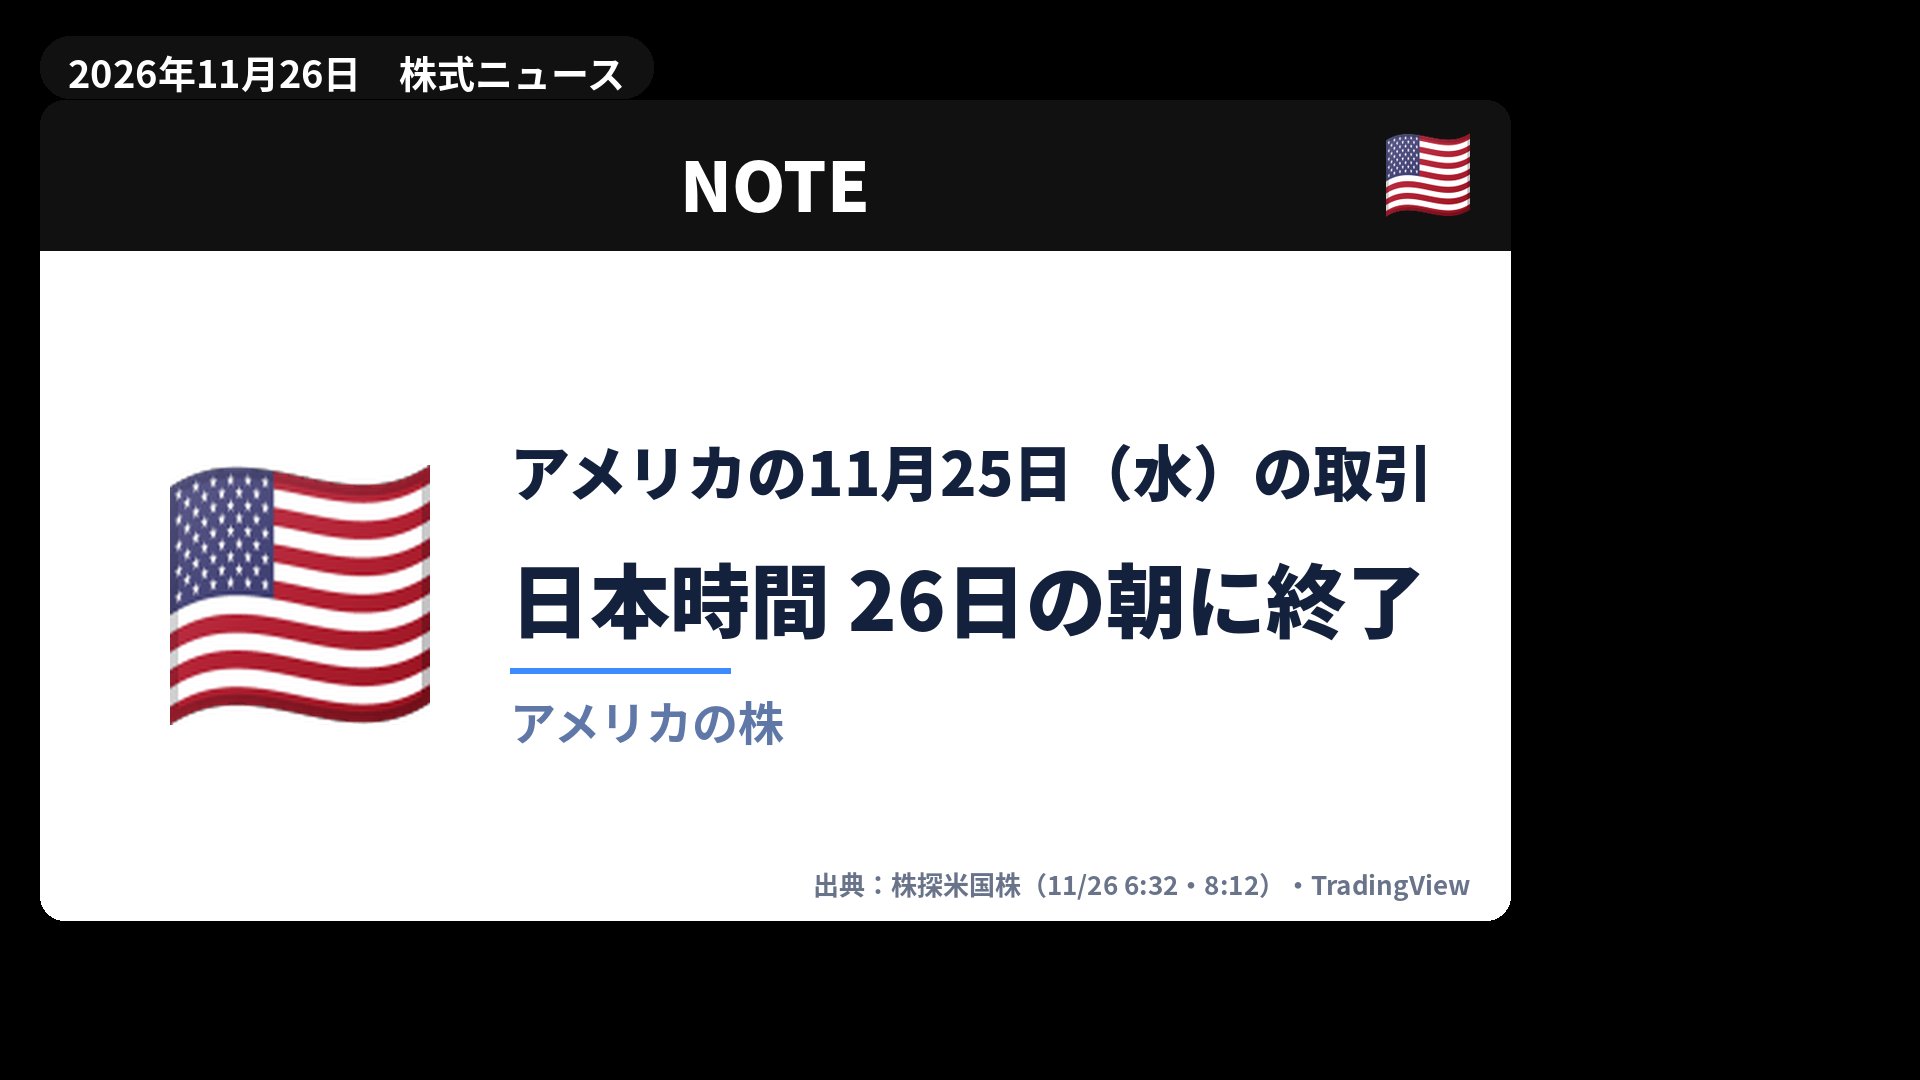 2026年11月26日　株式ニュース
NOTE
アメリカの11月25日（水）の取引
日本時間 26日の朝に終了
アメリカの株
出典：株探米国株（11/26 6:32・8:12）・TradingView